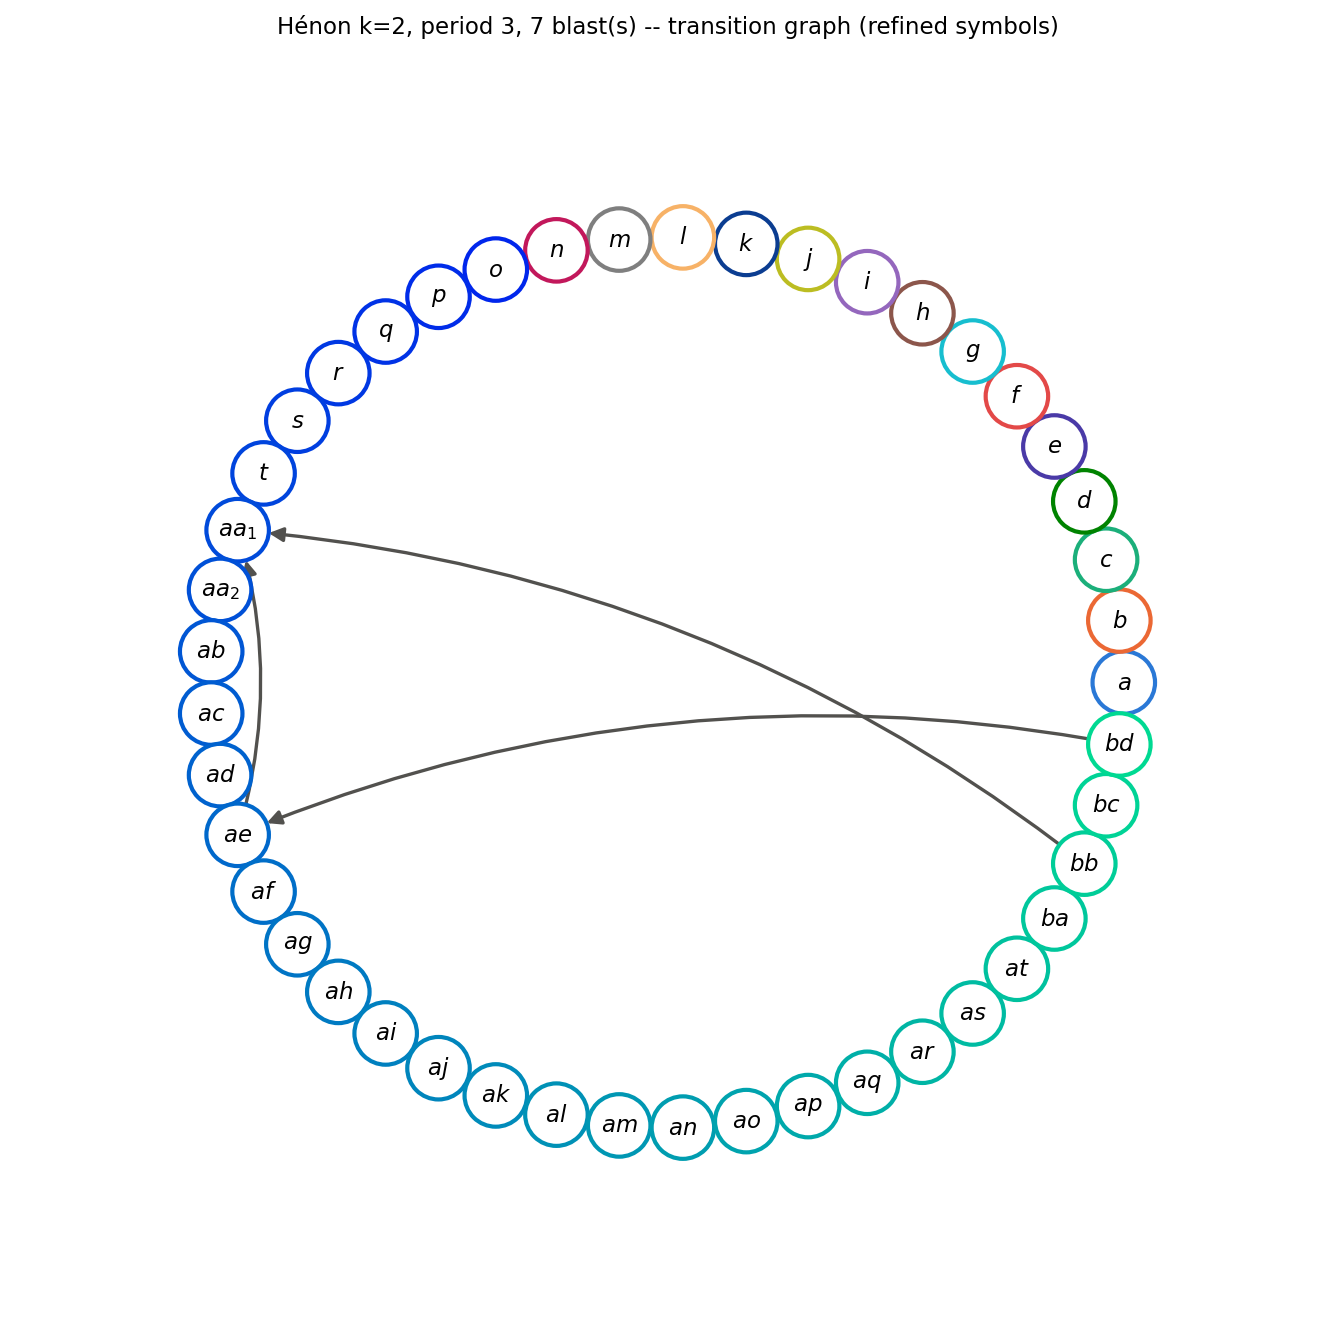 Hénon k=2, period 3, 7 blast(s) -- transition graph (refined symbols)
a
b
c
d
e
f
g
h
i
j
k
l
m
n
o
p
q
r
s
t
aa₁
aa₂
ab
ac
ad
ae
af
ag
ah
ai
aj
ak
al
am
an
ao
ap
aq
ar
as
at
ba
bb
bc
bd